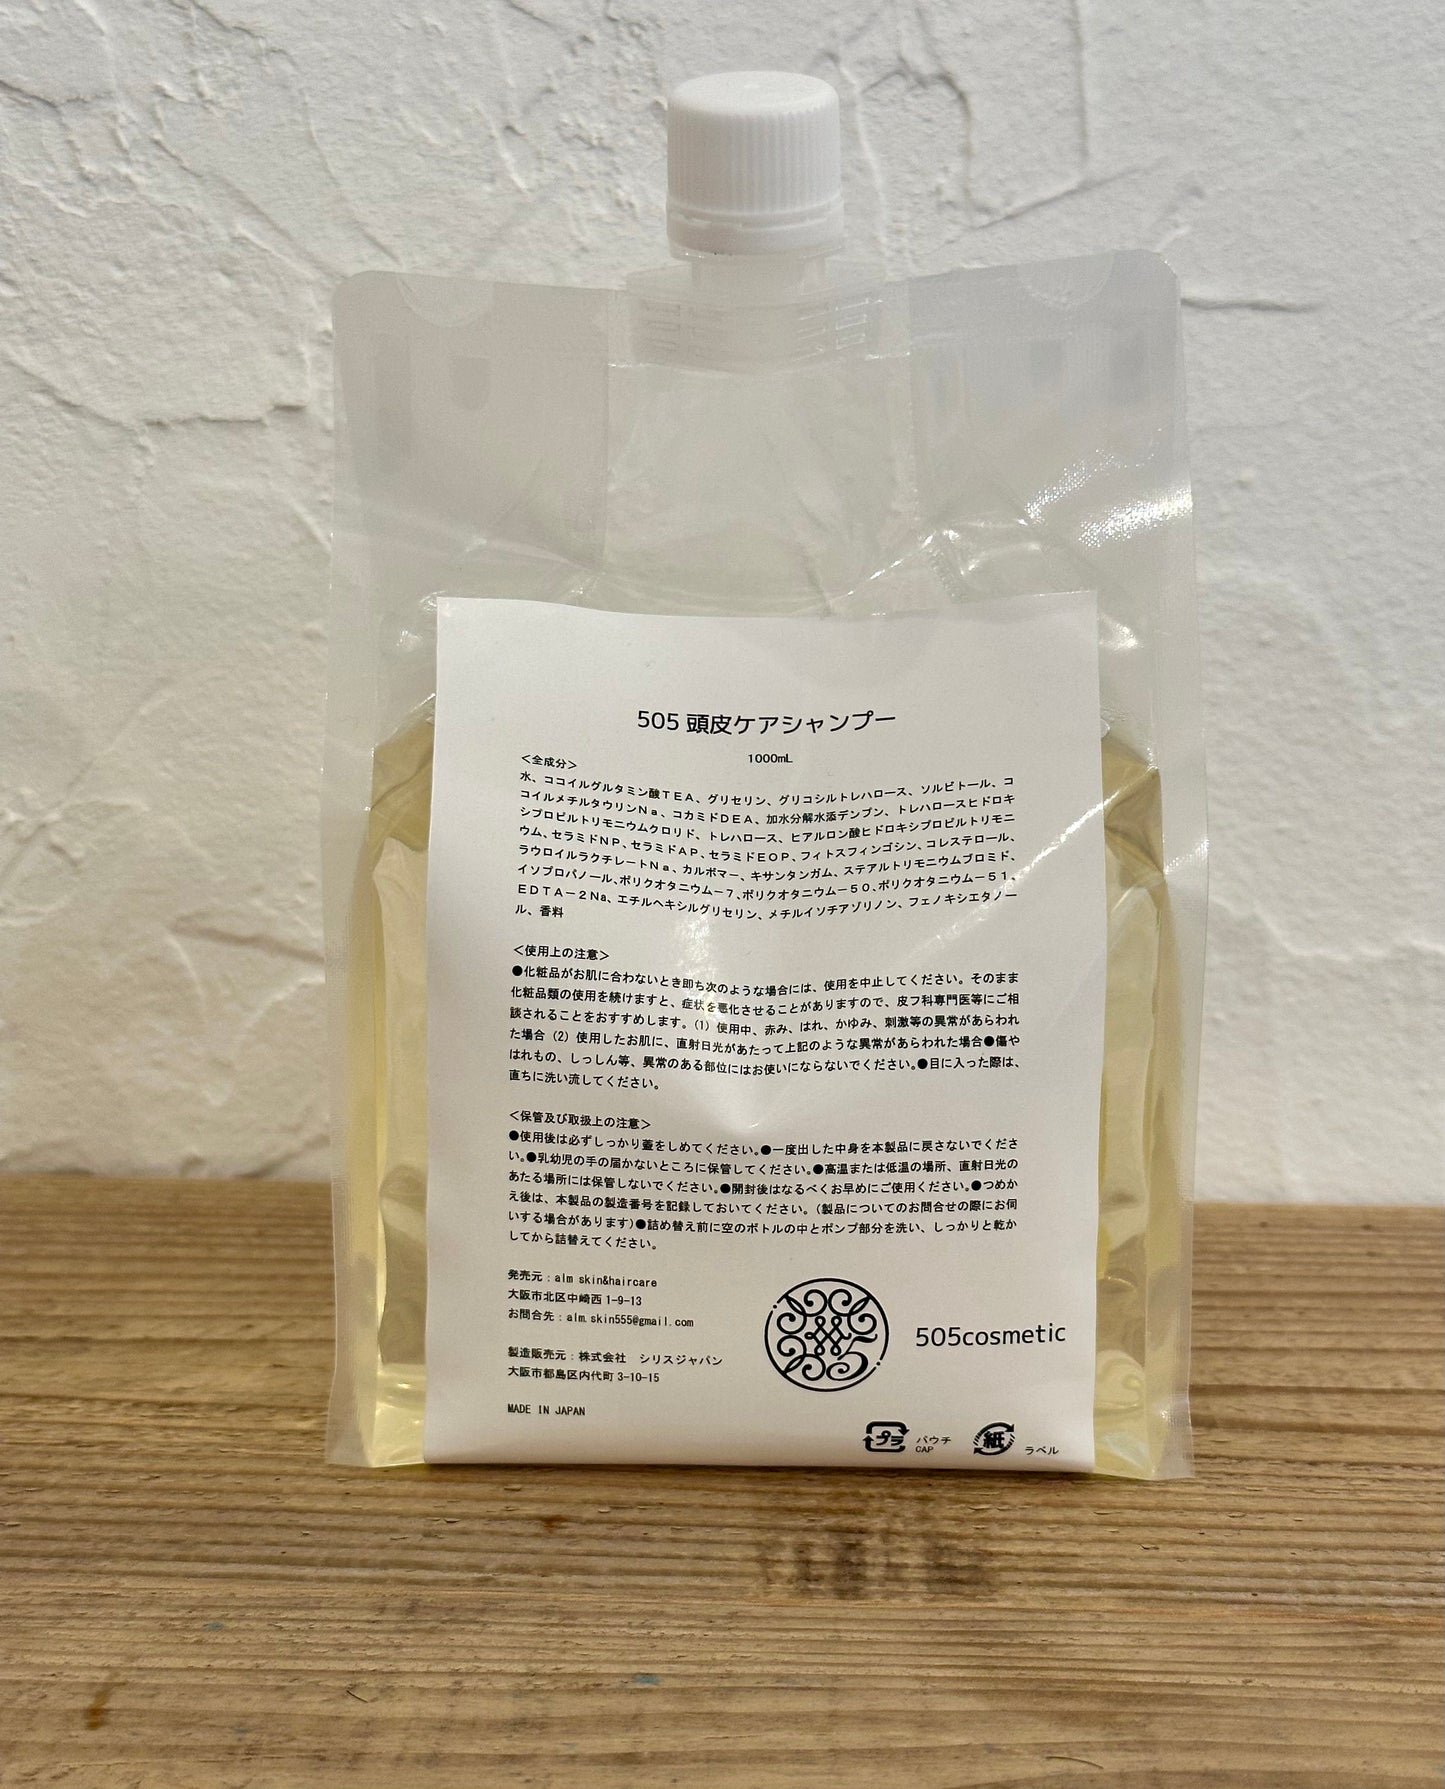 505 頭皮ケアシャンプー
1000mL
＜全成分＞
水、ココイルグルタミン酸ＴＥＡ、グリセリン、グリコシルトレハロース、ソルビトール、コ
コイルメチルタウリンＮａ、コカミドＤＥＡ、加水分解水添デンプン、トレハロースヒドロキ
シプロピルトリモニウムクロリド、トレハロース、ヒアルロン酸ヒドロキシプロピルトリモニ
ウム、セラミドＮＰ、セラミドＡＰ、セラミドＥＯＰ、フィトスフィンゴシン、コレステロール、
ラウロイルラクチレートＮａ、カルボマー、キサンタンガム、ステアルトリモニウムブロミド、
イソプロパノール、ポリクオタニウム－７、ポリクオタニウム－５０、ポリクオタニウム－５１、
ＥＤＴＡ－２Na、エチルヘキシルグリセリン、メチルイソチアゾリノン、フェノキシエタノー
ル、香料
＜使用上の注意＞
●化粧品がお肌に合わないとき即ち次のような場合には、使用を中止してください。そのまま
化粧品類の使用を続けますと、症状を悪化させることがありますので、皮フ科専門医等にご相
談されることをおすすめします。（1）使用中、赤み、はれ、かゆみ、刺激等の異常があらわれ
た場合（2）使用したお肌に、直射日光があたって上記のような異常があらわれた場合●傷や
はれもの、しっしん等、異常のある部位にはお使いにならないでください。●目に入った際は、
直ちに洗い流してください。
＜保管及び取扱上の注意＞
●使用後は必ずしっかり蓋をしめてください。●一度出した中身を本製品に戻さないでくださ
い。●乳幼児の手の届かないところに保管してください。●高温または低温の場所、直射日光の
あたる場所には保管しないでください。●開封後はなるべくお早めにご使用ください。●つめか
え後は、本製品の製造番号を記録しておいてください。（製品についてのお問合せの際にお伺
いする場合があります）●詰め替え前に空のボトルの中とポンプ部分を洗い、しっかりと乾か
してから詰替えてください。
発売元：alm skin&haircare
大阪市北区中崎西 1-9-13
お問合先：alm.skin555@gmail.com
製造販売元：株式会社　シリスジャパン
大阪市都島区内代町 3-10-15
MADE IN JAPAN
505cosmetic
プラ
パウチ
CAP
紙
ラベル